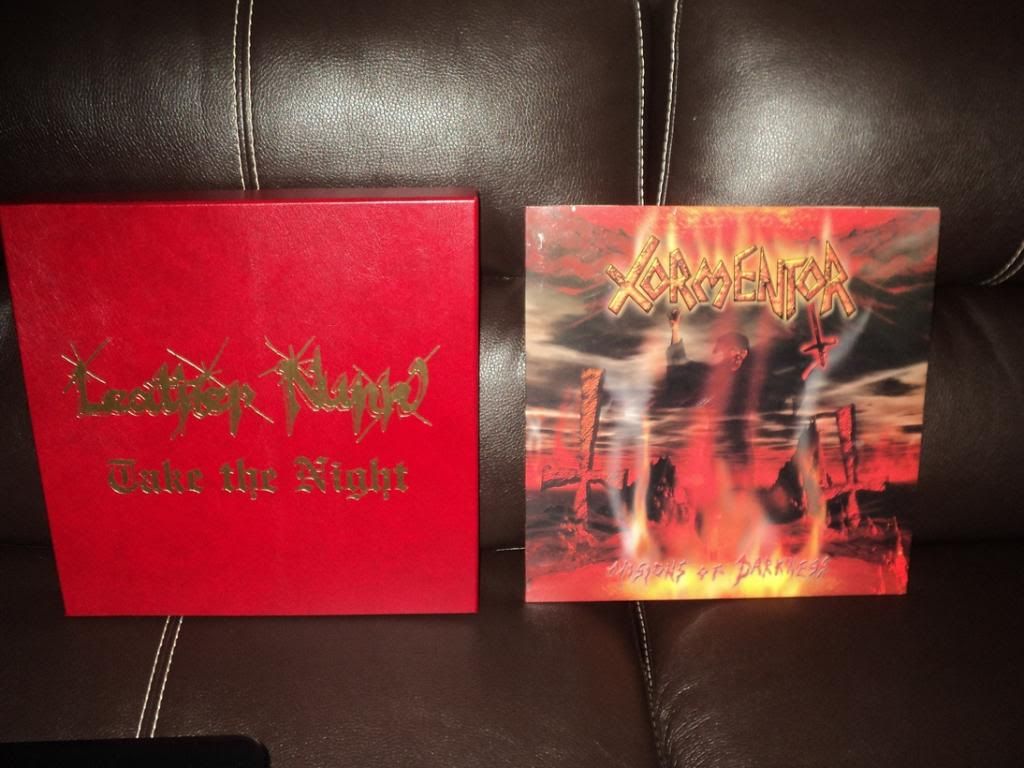 Leather Nunn
Take the Night
XORMENTOR
VISIONS OF DARKNESS